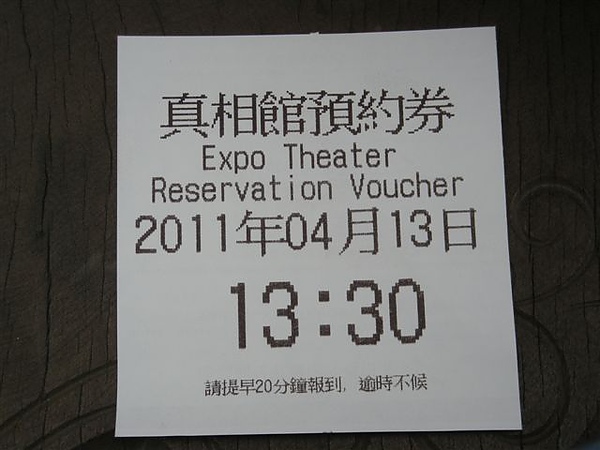 真相館預約券
Expo Theater
Reservation Voucher
2011年04月13日
13:30
請提早20分鐘報到, 逾時不候